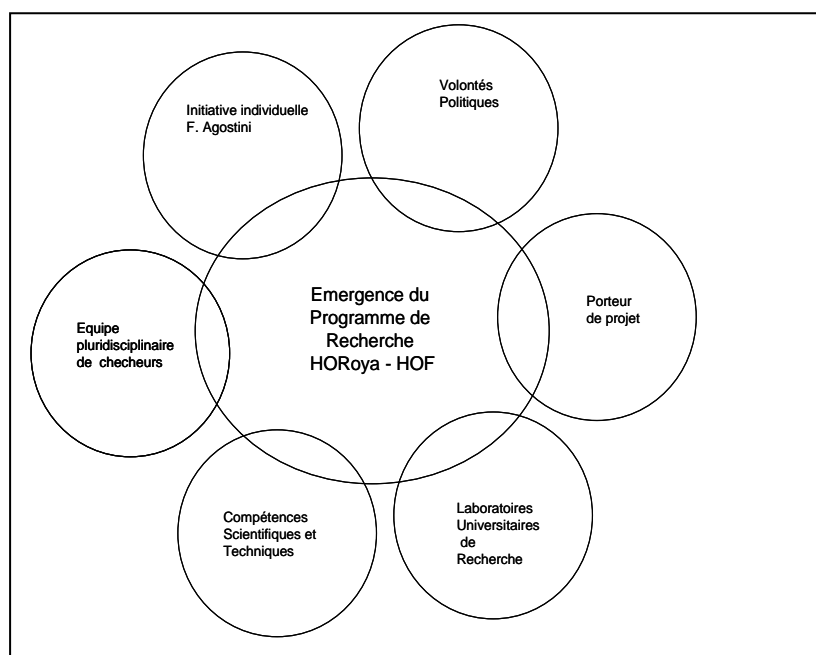 Initiative individuelle
F. Agostini
Volontés
Politiques
Emergence du
Programme de
Recherche
HORoya - HOF
Porteur
de projet
Equipe
pluridisciplinaire
de checheurs
Compétences
Scientifiques et
Techniques
Laboratoires
Universitaires
de
Recherche